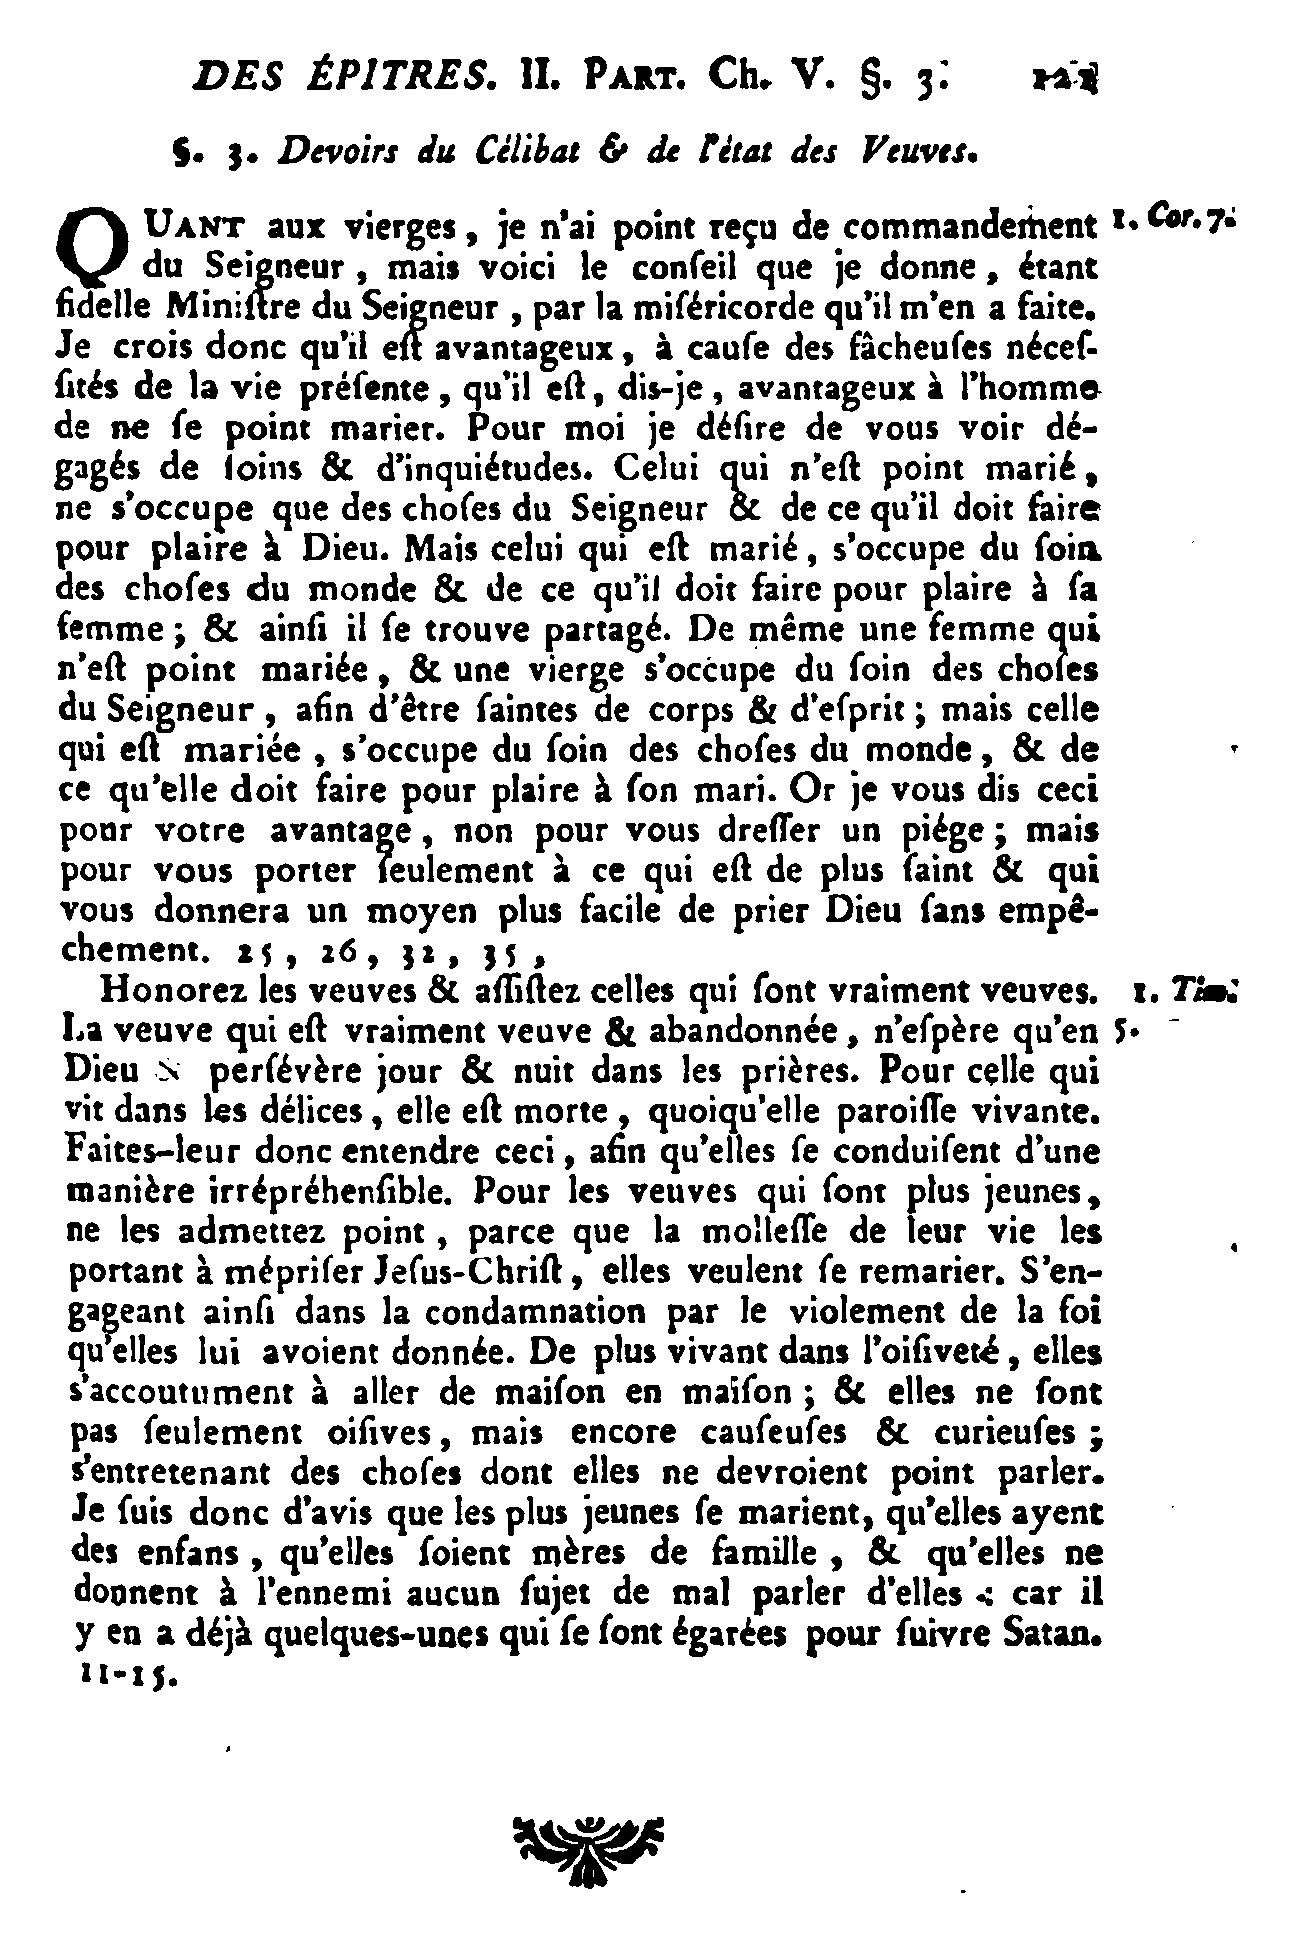 DES ÉPITRES. II. PART. Ch. V. §. 3.
§. 3. Devoirs du Célibat & de l'état des Veuves.
QUANT aux vierges, je n'ai point reçu de commandement 1. Cor. 7.
du Seigneur, mais voici le conſeil que je donne, étant
fidelle Miniſtre du Seigneur, par la miſéricorde qu'il m'en a faite.
Je crois donc qu'il eſt avantageux, à cauſe des fâcheuſes néceſ-
ſités de la vie préſente, qu'il eſt, dis-je, avantageux à l'homme
de ne ſe point marier. Pour moi je déſire de vous voir dé-
gagés de ſoins & d'inquiétudes. Celui qui n'eſt point marié,
ne s'occupe que des choſes du Seigneur & de ce qu'il doit faire
pour plaire à Dieu. Mais celui qui eſt marié, s'occupe du ſoin
des choſes du monde & de ce qu'il doit faire pour plaire à ſa
femme; & ainſi il ſe trouve partagé. De même une femme qui
n'eſt point mariée, & une vierge s'occupe du ſoin des choſes
du Seigneur, afin d'être ſaintes de corps & d'eſprit; mais celle
qui eſt mariée, s'occupe du ſoin des choſes du monde, & de
ce qu'elle doit faire pour plaire à ſon mari. Or je vous dis ceci
pour votre avantage, non pour vous dreſſer un piége; mais
pour vous porter ſeulement à ce qui eſt de plus ſaint & qui
vous donnera un moyen plus facile de prier Dieu ſans empê-
chement. 25, 26, 32, 35,
Honorez les veuves & aſſiſtez celles qui ſont vraiment veuves. 1. Tim.
La veuve qui eſt vraiment veuve & abandonnée, n'eſpère qu'en 5.
Dieu & perſévère jour & nuit dans les prières. Pour celle qui
vit dans les délices, elle eſt morte, quoiqu'elle paroiſſe vivante.
Faites-leur donc entendre ceci, afin qu'elles ſe conduiſent d'une
manière irrépréhenſible. Pour les veuves qui ſont plus jeunes,
ne les admettez point, parce que la molleſſe de leur vie les
portant à mépriſer Jeſus-Chriſt, elles veulent ſe remarier. S'en-
gageant ainſi dans la condamnation par le violement de la foi
qu'elles lui avoient donnée. De plus vivant dans l'oiſiveté, elles
s'accoutument à aller de maiſon en maiſon; & elles ne ſont
pas ſeulement oiſives, mais encore cauſeuſes & curieuſes;
s'entretenant des choſes dont elles ne devroient point parler.
Je ſuis donc d'avis que les plus jeunes ſe marient, qu'elles ayent
des enfans, qu'elles ſoient mères de famille, & qu'elles ne
donnent à l'ennemi aucun ſujet de mal parler d'elles : car il
y en a déjà quelques-unes qui ſe ſont égarées pour ſuivre Satan.
11-15.